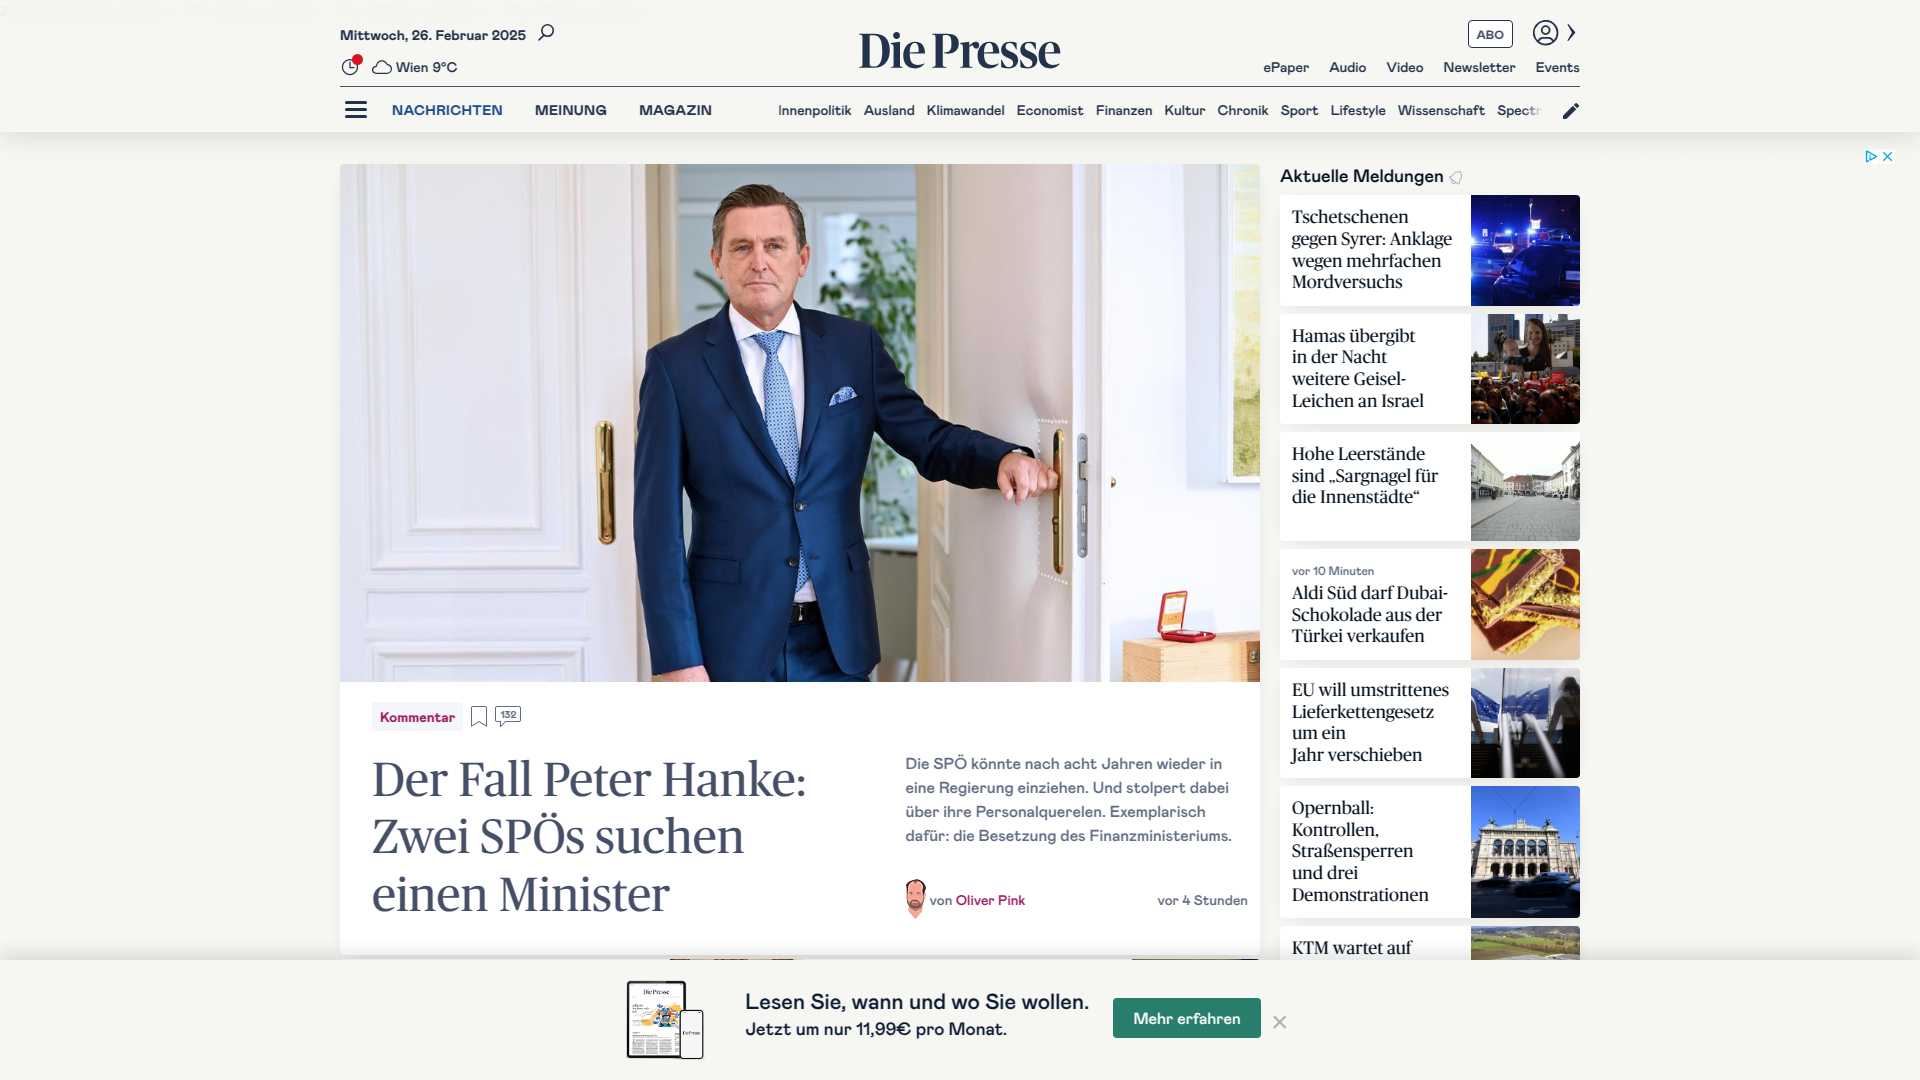 Mittwoch, 26. Februar 2025
Wien 9°C
Die Presse
ABO
ePaper Audio Video Newsletter Events
NACHRICHTEN MEINUNG MAGAZIN
Innenpolitik Ausland Klimawandel Economist Finanzen Kultur Chronik Sport Lifestyle Wissenschaft Spectr
Kommentar
132
Der Fall Peter Hanke:
Zwei SPÖs suchen
einen Minister
Die SPÖ könnte nach acht Jahren wieder in
eine Regierung einziehen. Und stolpert dabei
über ihre Personalquerelen. Exemplarisch
dafür: die Besetzung des Finanzministeriums.
von Oliver Pink
vor 4 Stunden
Aktuelle Meldungen
Tschetschenen
gegen Syrer: Anklage
wegen mehrfachen
Mordversuchs
Hamas übergibt
in der Nacht
weitere Geisel-
Leichen an Israel
Hohe Leerstände
sind „Sargnagel für
die Innenstädte“
vor 10 Minuten
Aldi Süd darf Dubai-
Schokolade aus der
Türkei verkaufen
EU will umstrittenes
Lieferkettengesetz
um ein
Jahr verschieben
Opernball:
Kontrollen,
Straßensperren
und drei
Demonstrationen
KTM wartet auf
Die Presse
Die Presse
Lesen Sie, wann und wo Sie wollen.
Jetzt um nur 11,99€ pro Monat.
Mehr erfahren